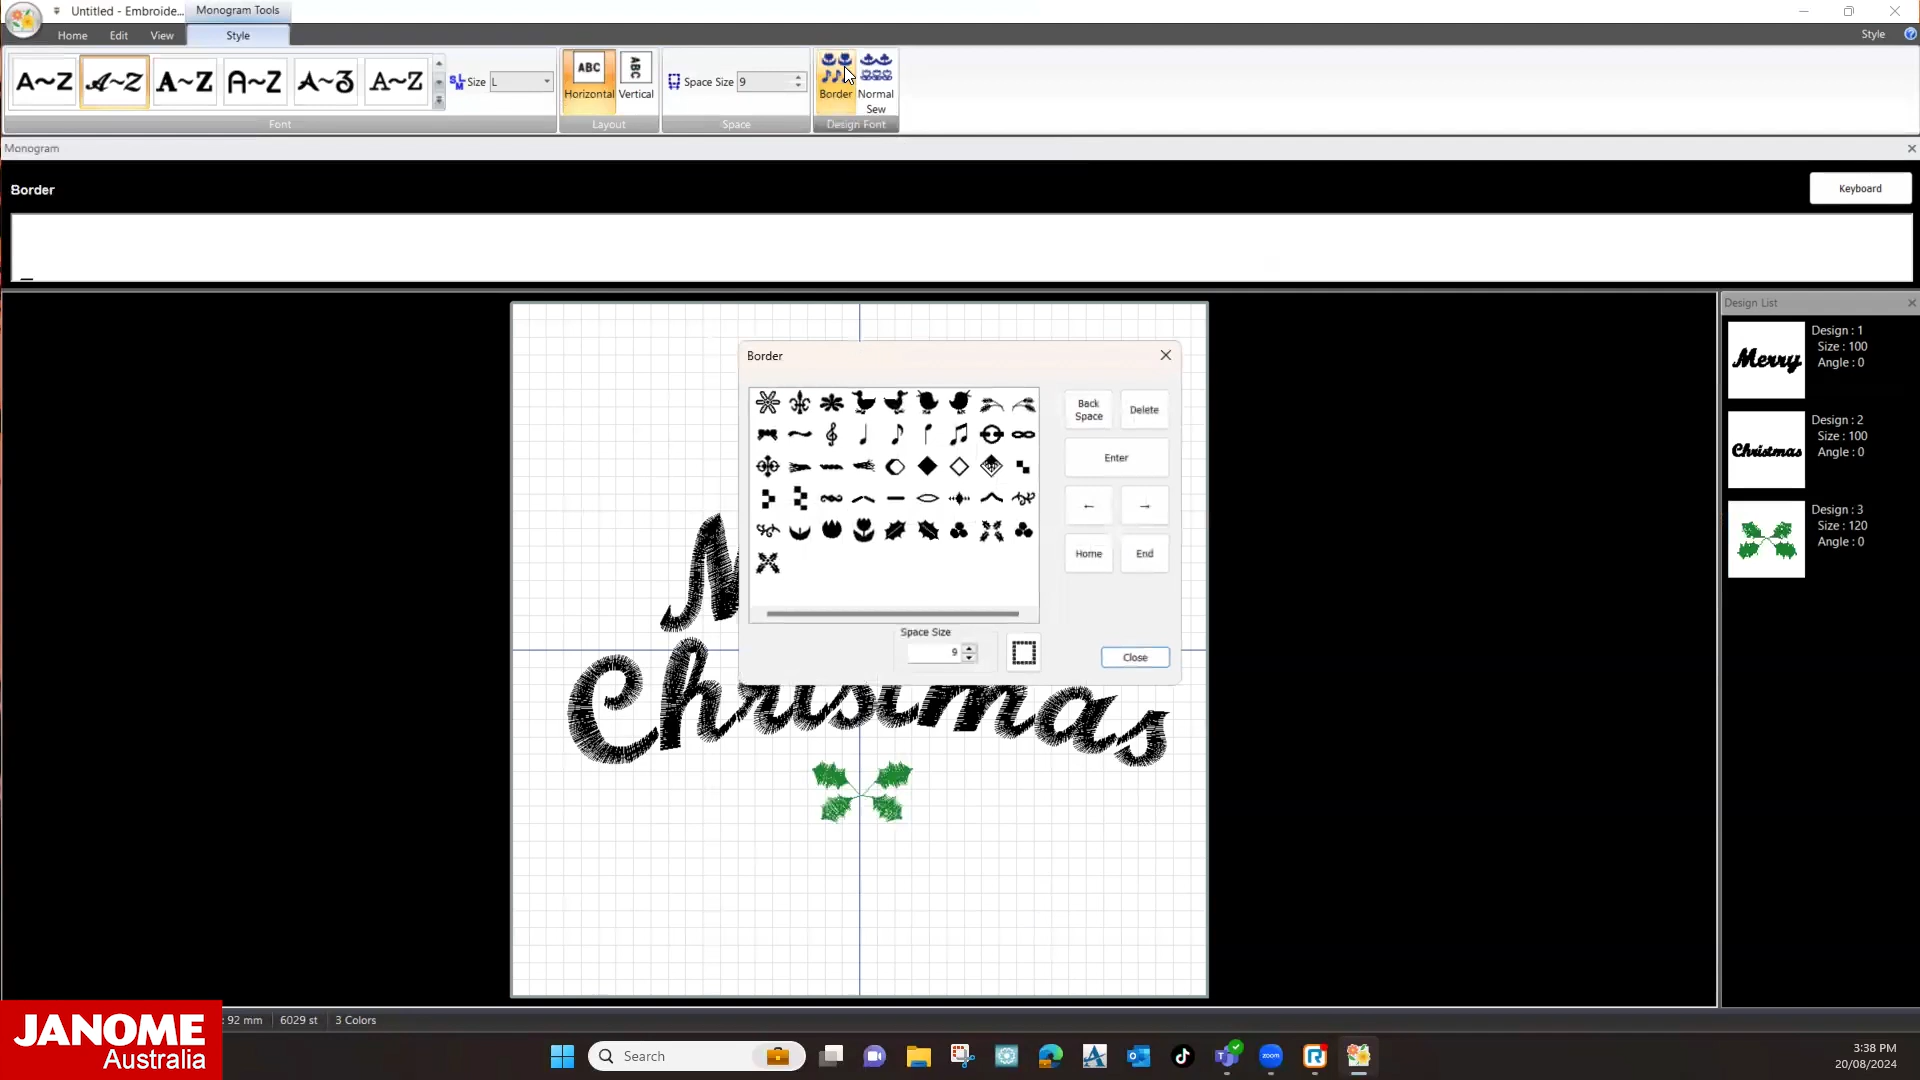 Untitled - Embroide...
Monogram Tools
Home
Edit
View
Style
Style
A~Z
A~Z
A~Z
A~Z
A~Z
A~Z
Size
L
Font
ABC
Horizontal
ABC
Vertical
Layout
Space Size
9
Space
Border
Normal
Sew
Design Font
Monogram
Border
Keyboard
Design List
Merry
Design : 1
Size : 100
Angle : 0
Christmas
Design : 2
Size : 100
Angle : 0
Design : 3
Size : 120
Angle : 0
Border
Back
Space
Delete
Enter
←
→
Home
End
Space Size
9
Close
M
Christmas
: 92 mm
6029 st
3 Colors
JANOME
Australia
Search
zoom
3:38 PM
20/08/2024